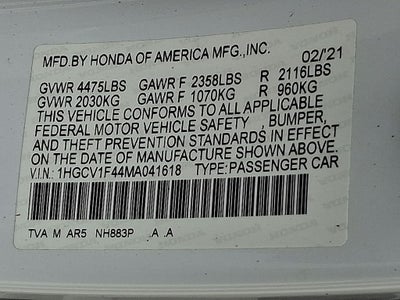 MFD.BY HONDA OF AMERICA MFG.,INC. 02/'21
GVWR 4475LBS GAWR F 2358LBS R 2116LBS
GVWR 2030KG GAWR F 1070KG R 960KG
THIS VEHICLE CONFORMS TO ALL APPLICABLE
FEDERAL MOTOR VEHICLE SAFETY , BUMPER,
AND THEFT PREVENTION STANDARDS IN EFFECT
ON THE DATE OF MANUFACTURE SHOWN ABOVE.
V.I.N.: 1HGCV1F44MA041618 TYPE:PASSENGER CAR
TVA M AR5 NH883P .A .A